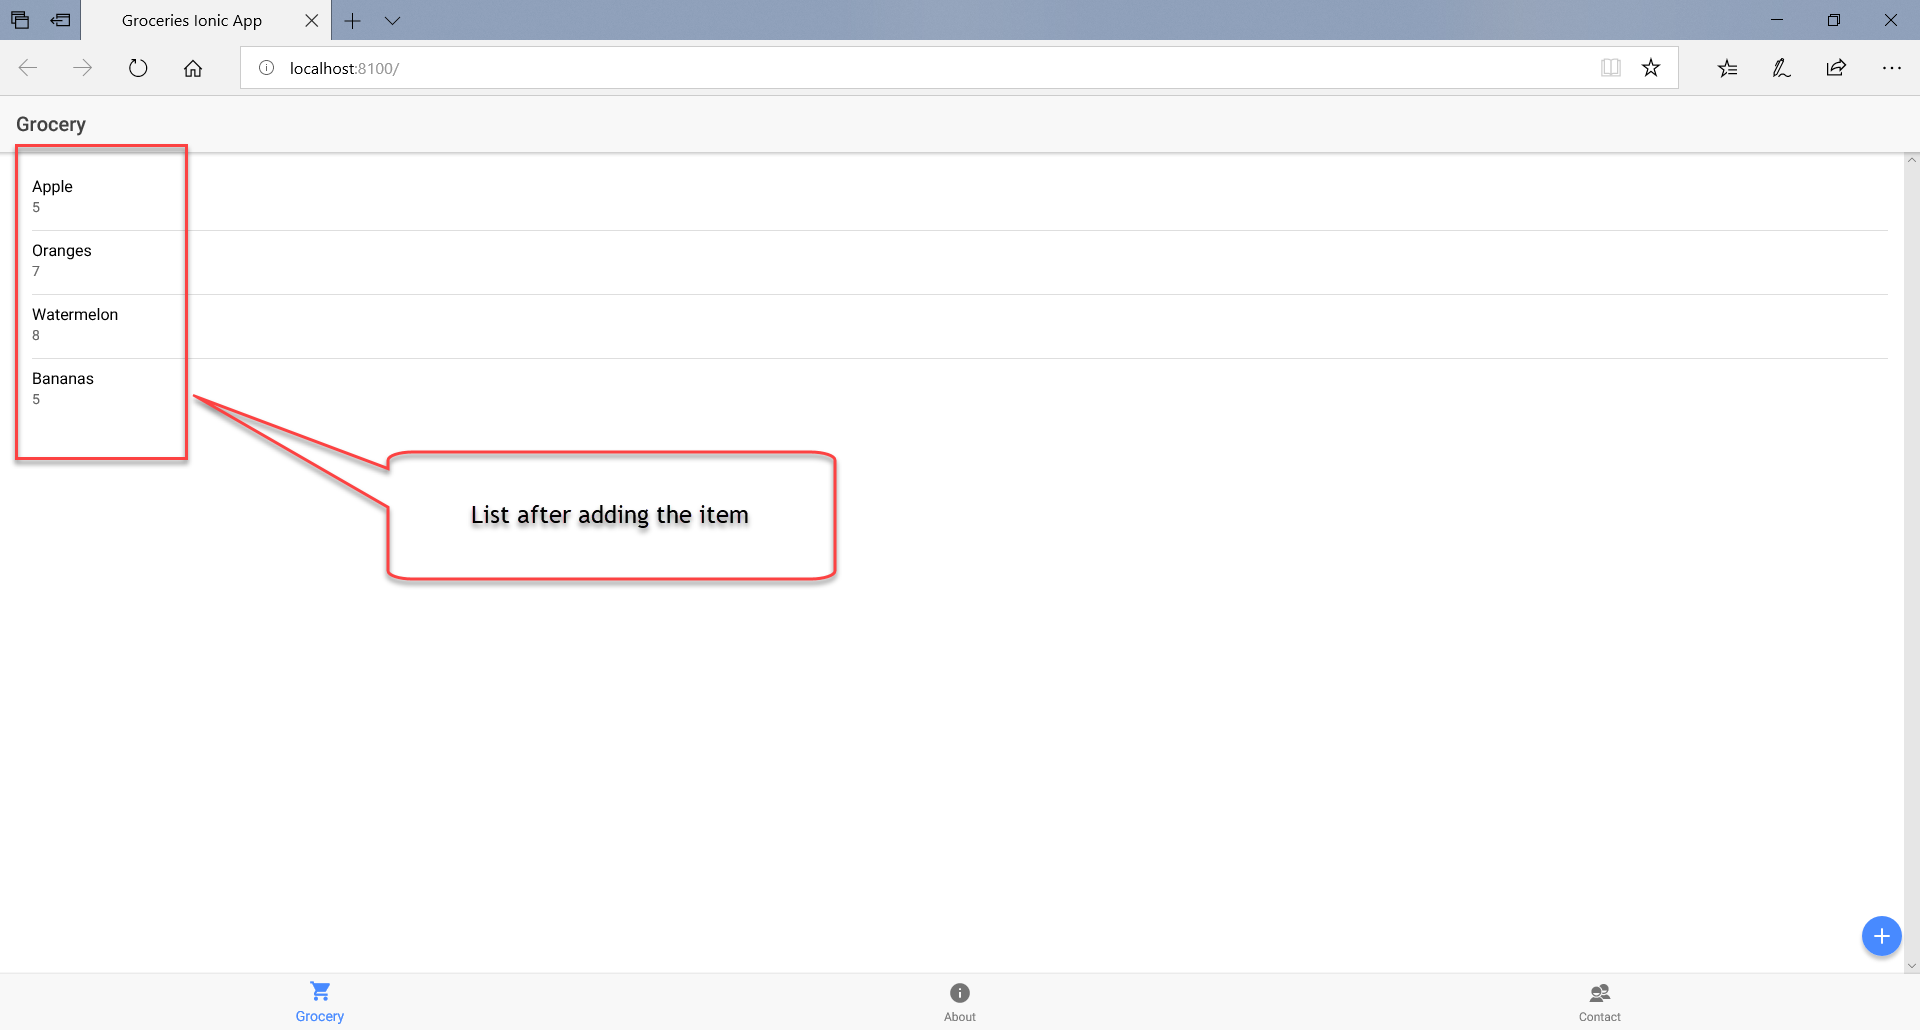 Groceries Ionic App
localhost:8100/
Grocery
Apple
5
Oranges
7
Watermelon
8
Bananas
5
List after adding the item
Grocery
About
Contact